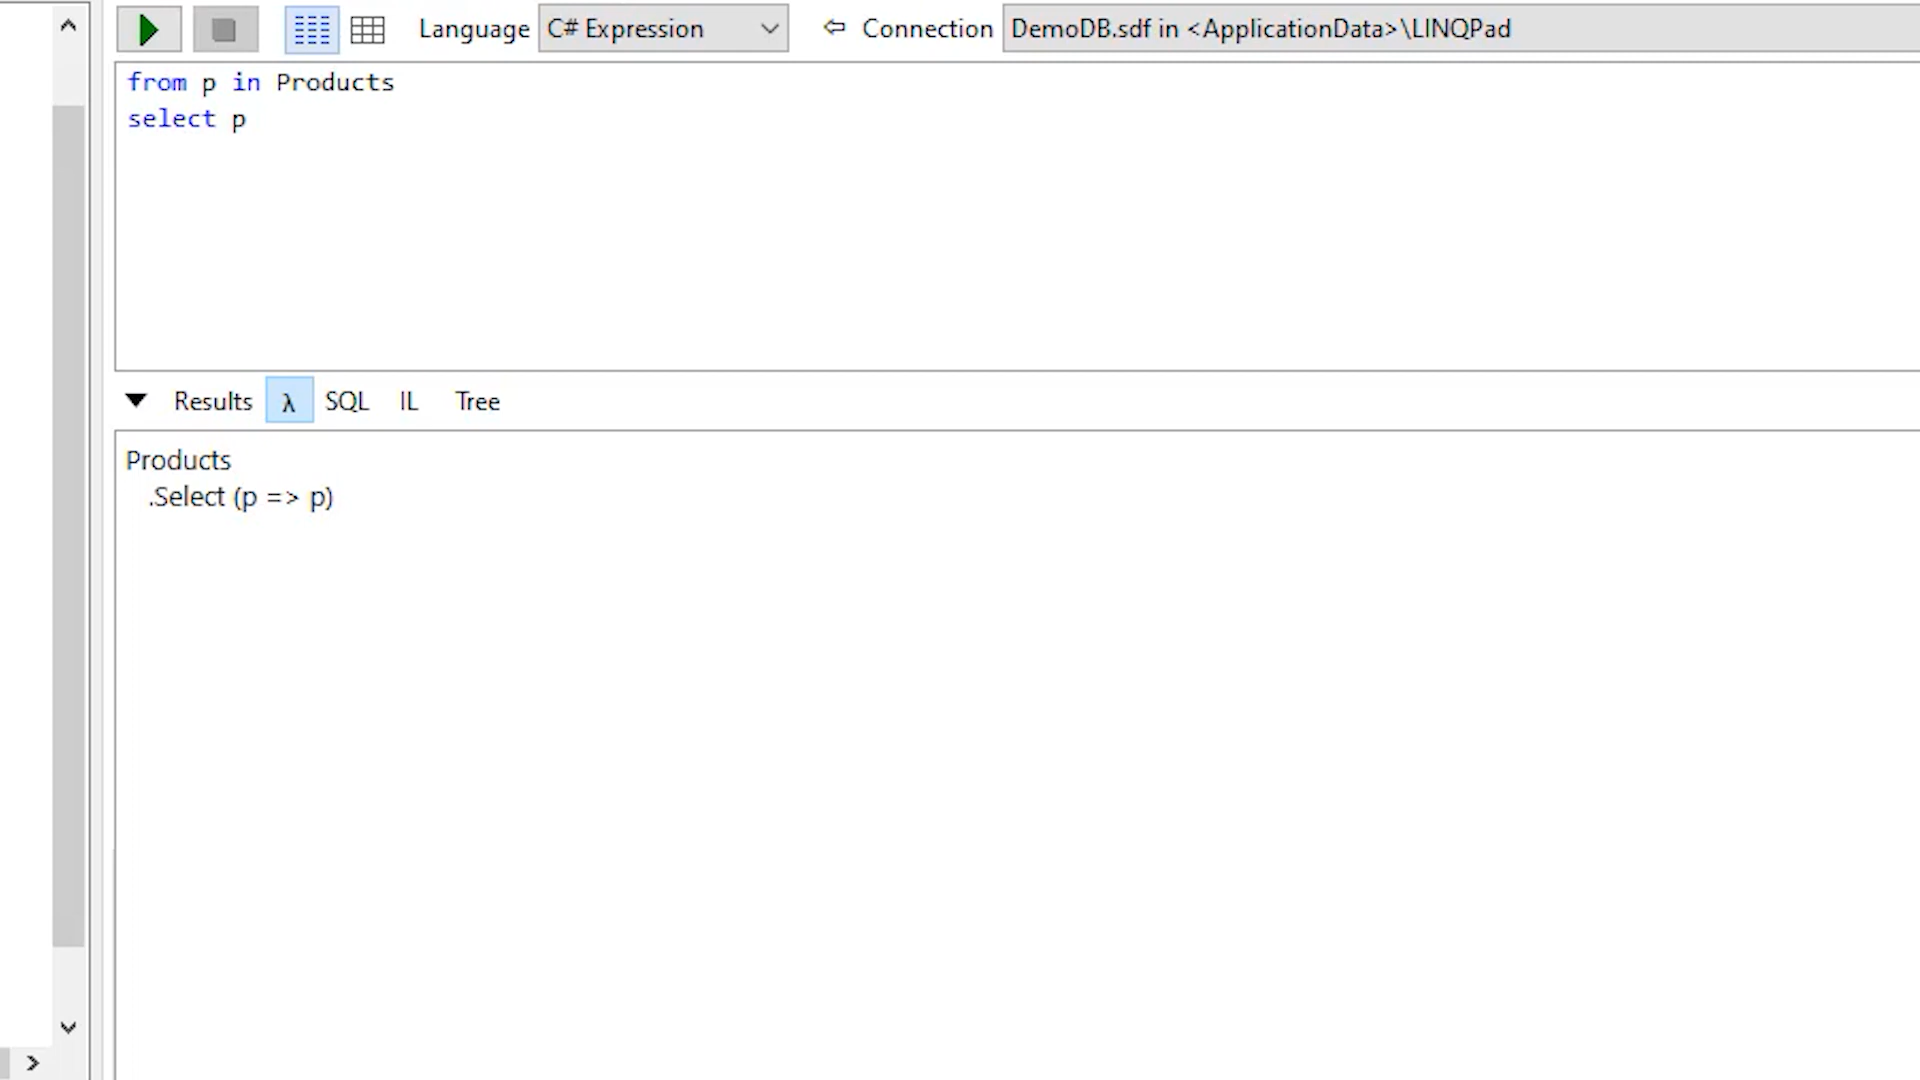 Language C# Expression ⇦ Connection DemoDB.sdf in <ApplicationData>\LINQPad
from p in Products
select p
Results λ SQL IL Tree
Products
.Select (p => p)